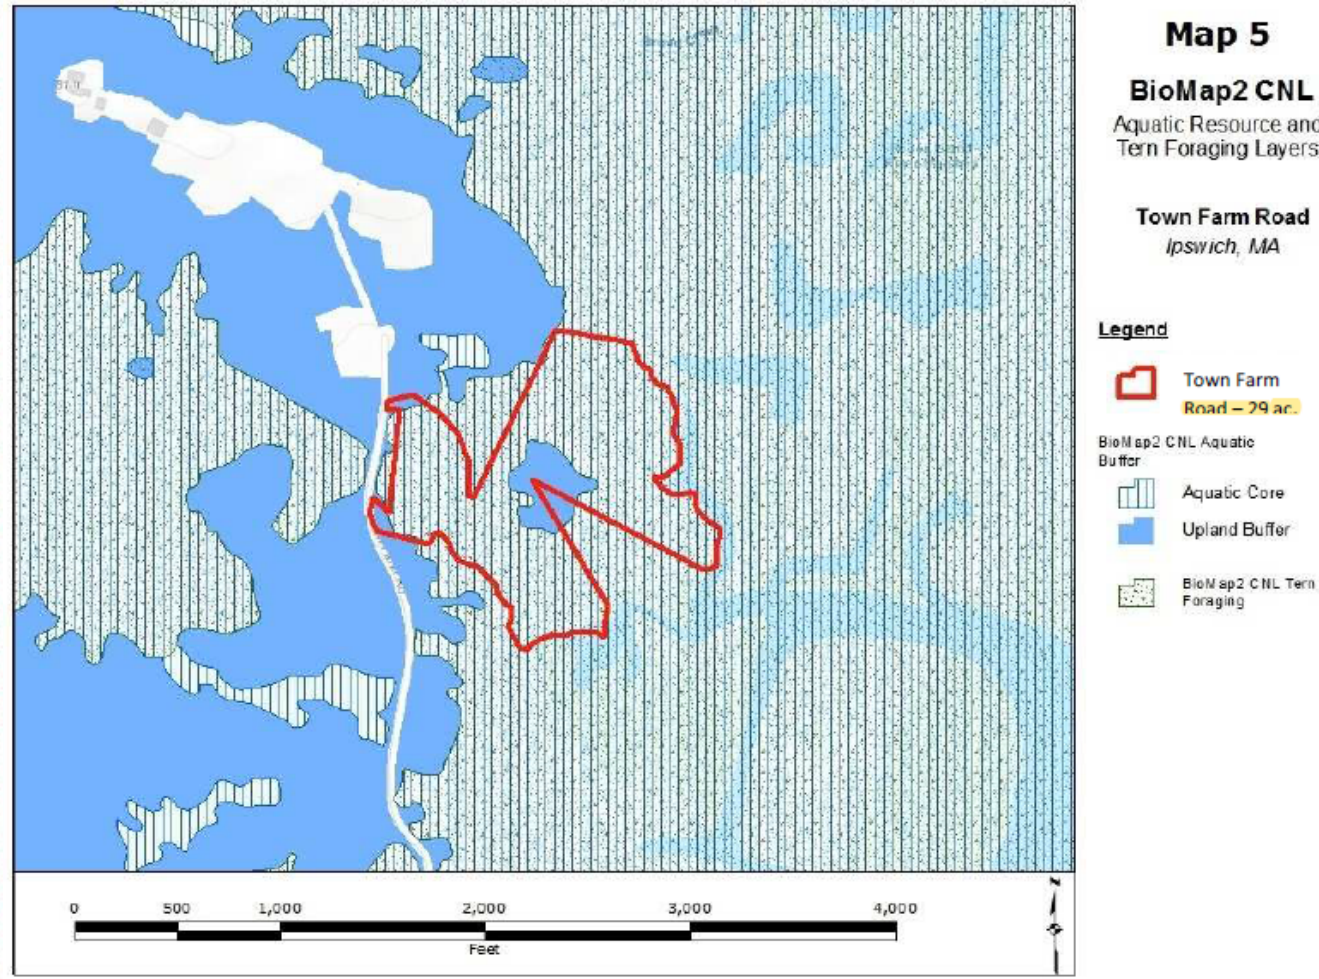 Map 5
BioMap2 CNL
Aquatic Resource and
Tern Foraging Layers
Town Farm Road
Ipswich, MA
Legend
Town Farm
Road – 29 ac.
BioMap2 CNL Aquatic
Buffer
Aquatic Core
Upland Buffer
BioMap2 CNL Tern
Foraging
0 500 1,000 2,000 3,000 4,000
Feet
N